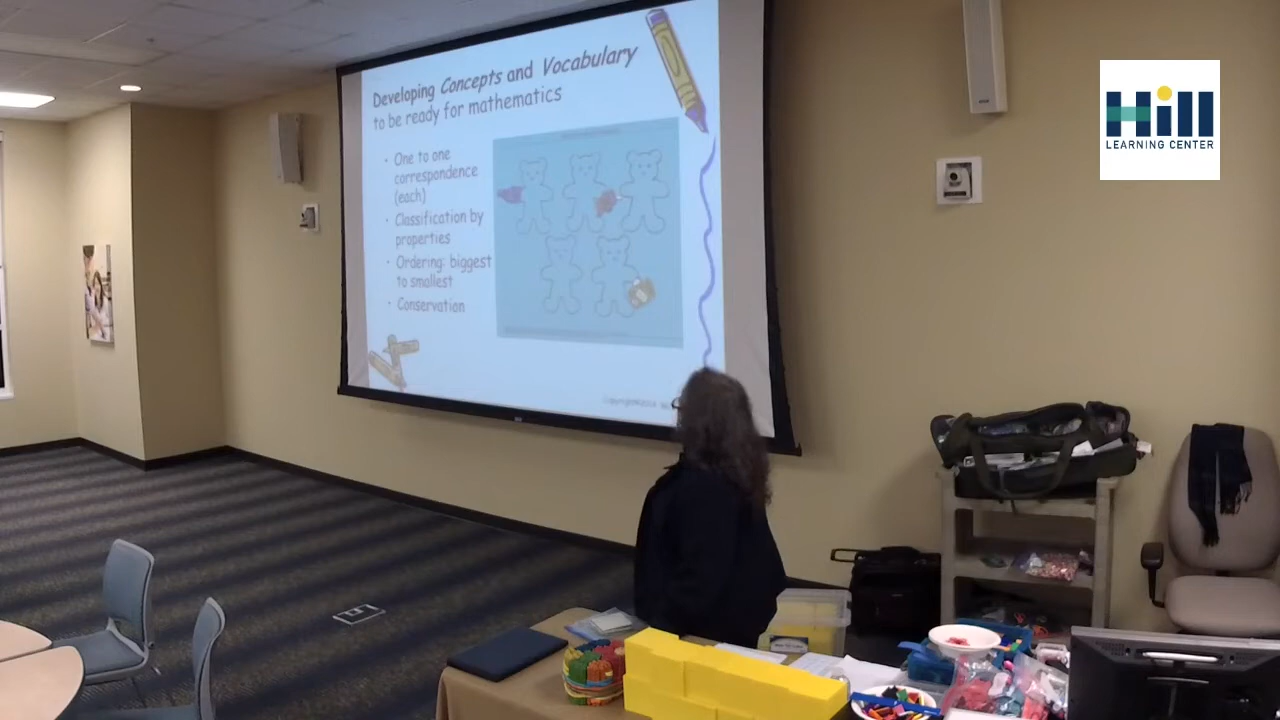 Developing Concepts and Vocabulary
to be ready for mathematics
• One to one
correspondence
(each)
• Classification by
properties
• Ordering: biggest
to smallest
• Conservation
Hill
LEARNING CENTER